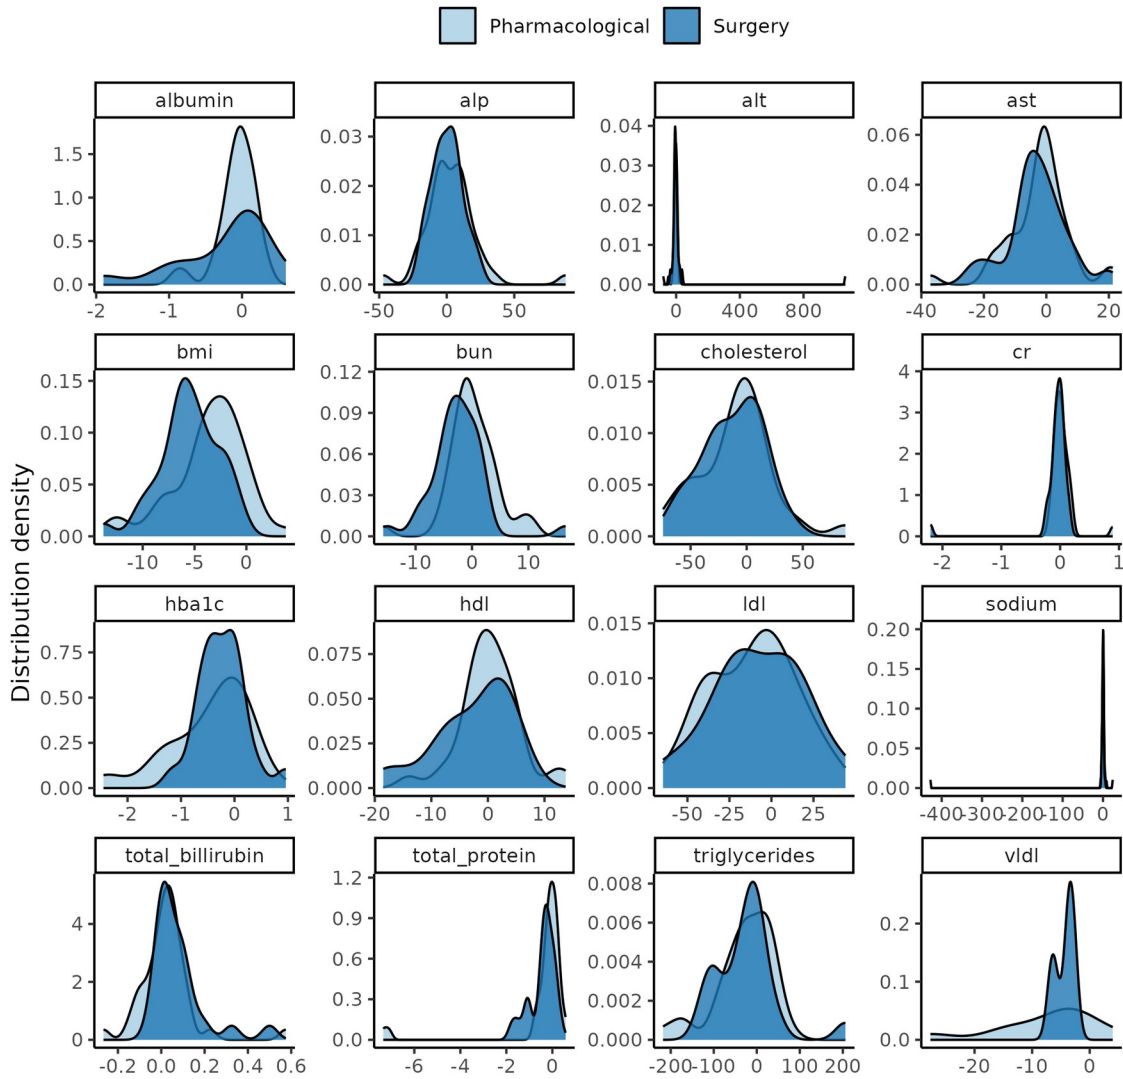 Pharmacological Surgery
albumin alp alt ast
1.5 1.0 0.5 0.0
-2 -1 0
0.03 0.02 0.01 0.00
-50 0 50
0.04 0.03 0.02 0.01 0.00
0 400 800
0.06 0.04 0.02 0.00
-40 -20 0 20
bmi bun cholesterol cr
0.15 0.10 0.05 0.00
-10 -5 0
0.12 0.09 0.06 0.03 0.00
-10 0 10
0.015 0.010 0.005 0.000
-50 0 50
4 3 2 1 0
-2 -1 0 1
Distribution density
hba1c hdl ldl sodium
0.75 0.50 0.25 0.00
-2 -1 0 1
0.075 0.050 0.025 0.000
-20 -10 0 10
0.015 0.010 0.005 0.000
-50 -25 0 25
0.20 0.15 0.10 0.05 0.00
-400 -300 -200 -100 0
total_billirubin total_protein triglycerides vldl
4 2 0
-0.2 0.0 0.2 0.4 0.6
1.2 0.9 0.6 0.3 0.0
-6 -4 -2 0
0.008 0.006 0.004 0.002 0.000
-200 -100 0 100 200
0.2 0.1 0.0
-20 -10 0